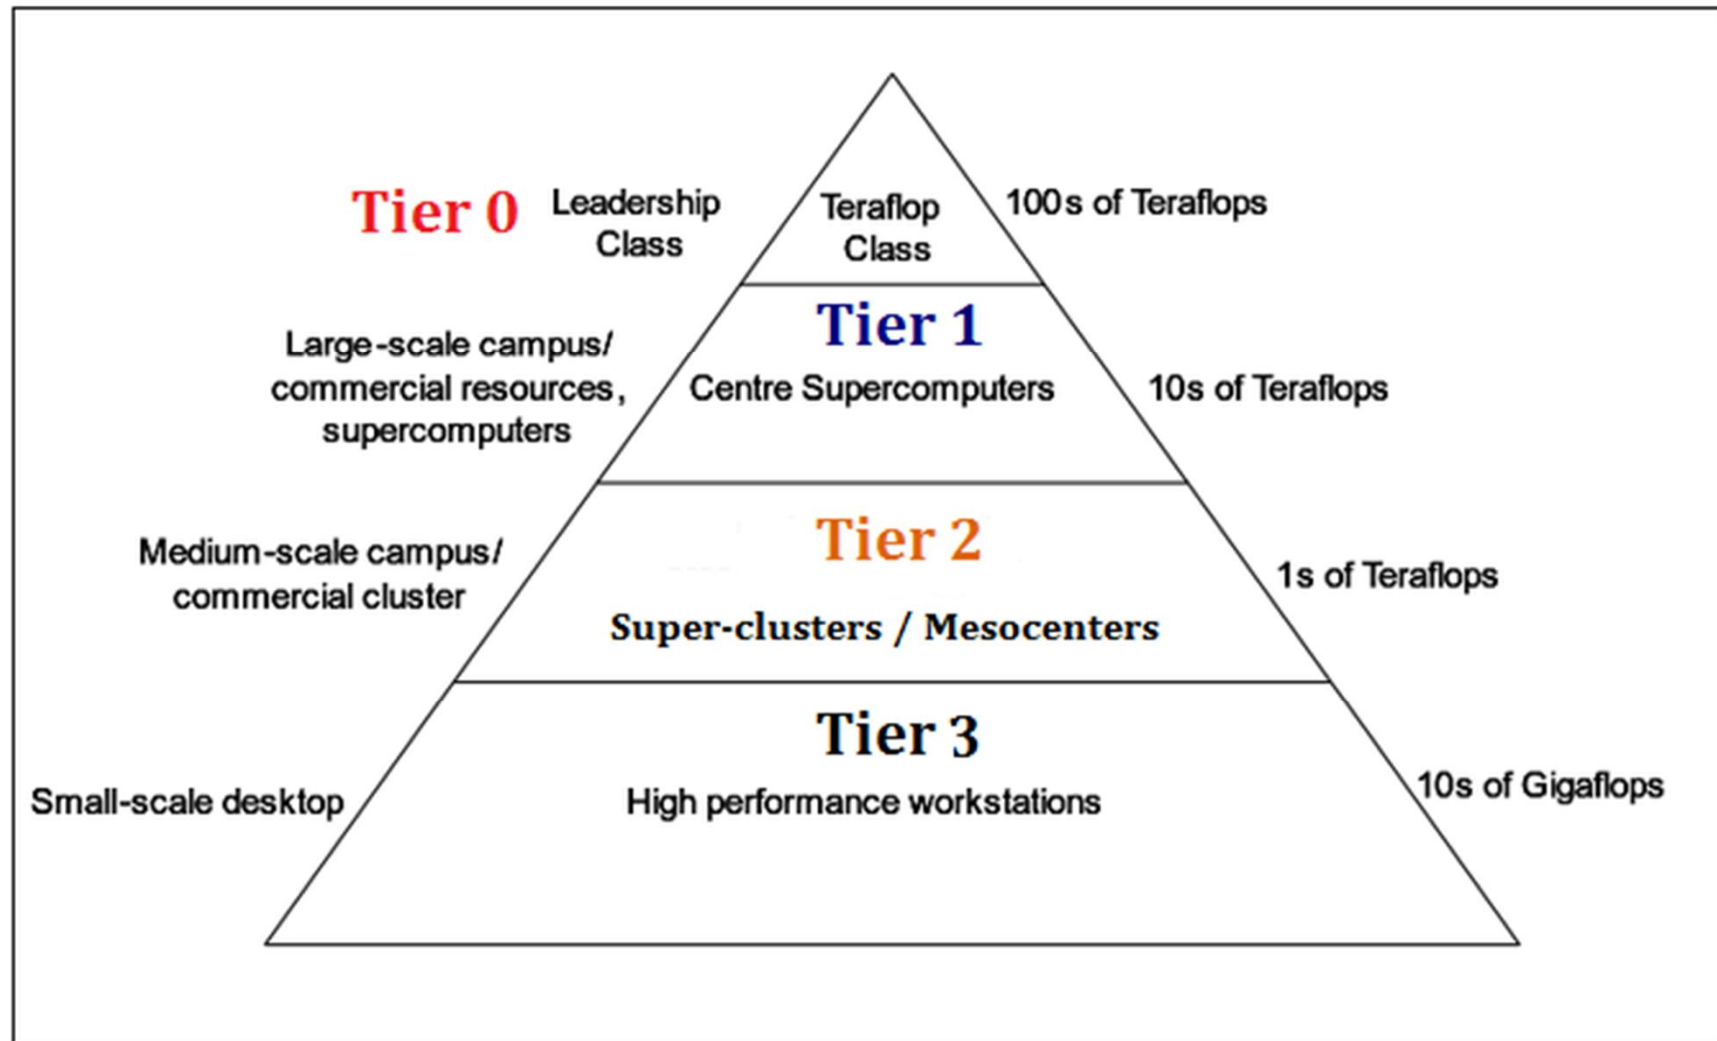 Tier 0
Leadership
Class
Teraflop
Class
100s of Teraflops
Large-scale campus/
commercial resources,
supercomputers
Tier 1
Centre Supercomputers
10s of Teraflops
Medium-scale campus/
commercial cluster
Tier 2
Super-clusters / Mesocenters
1s of Teraflops
Small-scale desktop
Tier 3
High performance workstations
10s of Gigaflops